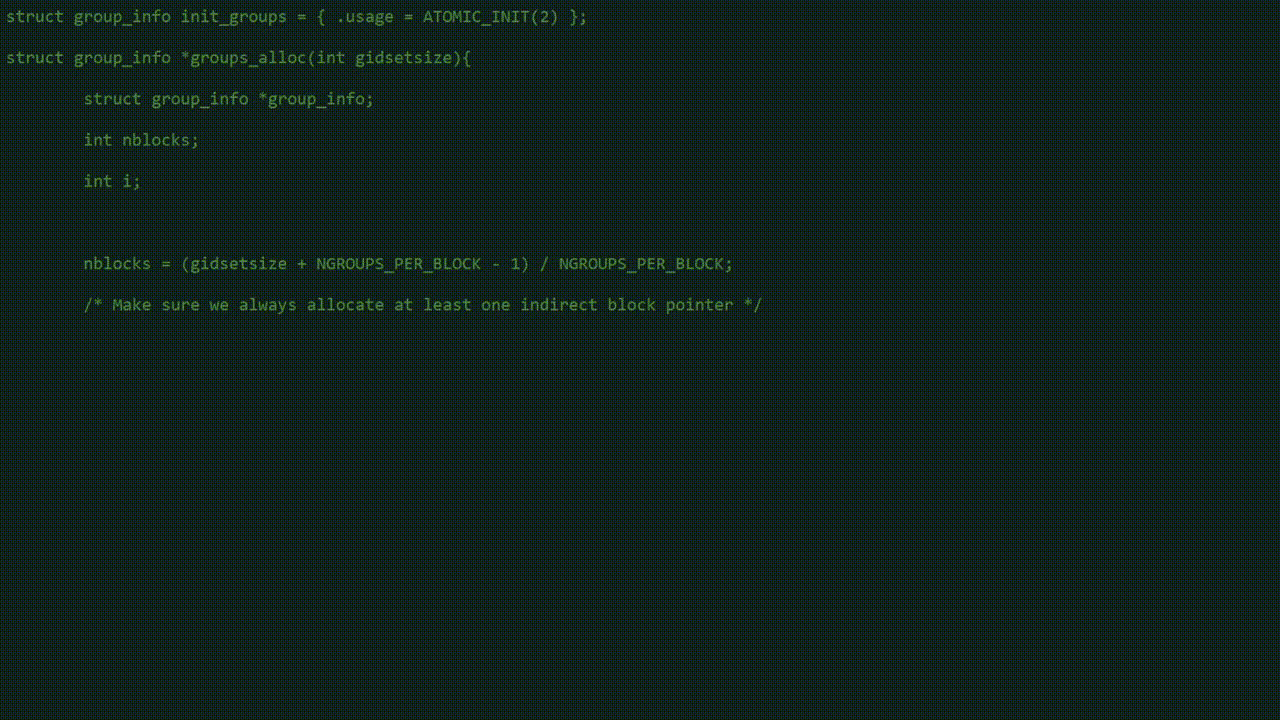 struct group_info init_groups = { .usage = ATOMIC_INIT(2) };
struct group_info *groups_alloc(int gidsetsize){
struct group_info *group_info;
int nblocks;
int i;
nblocks = (gidsetsize + NGROUPS_PER_BLOCK - 1) / NGROUPS_PER_BLOCK;
/* Make sure we always allocate at least one indirect block pointer */